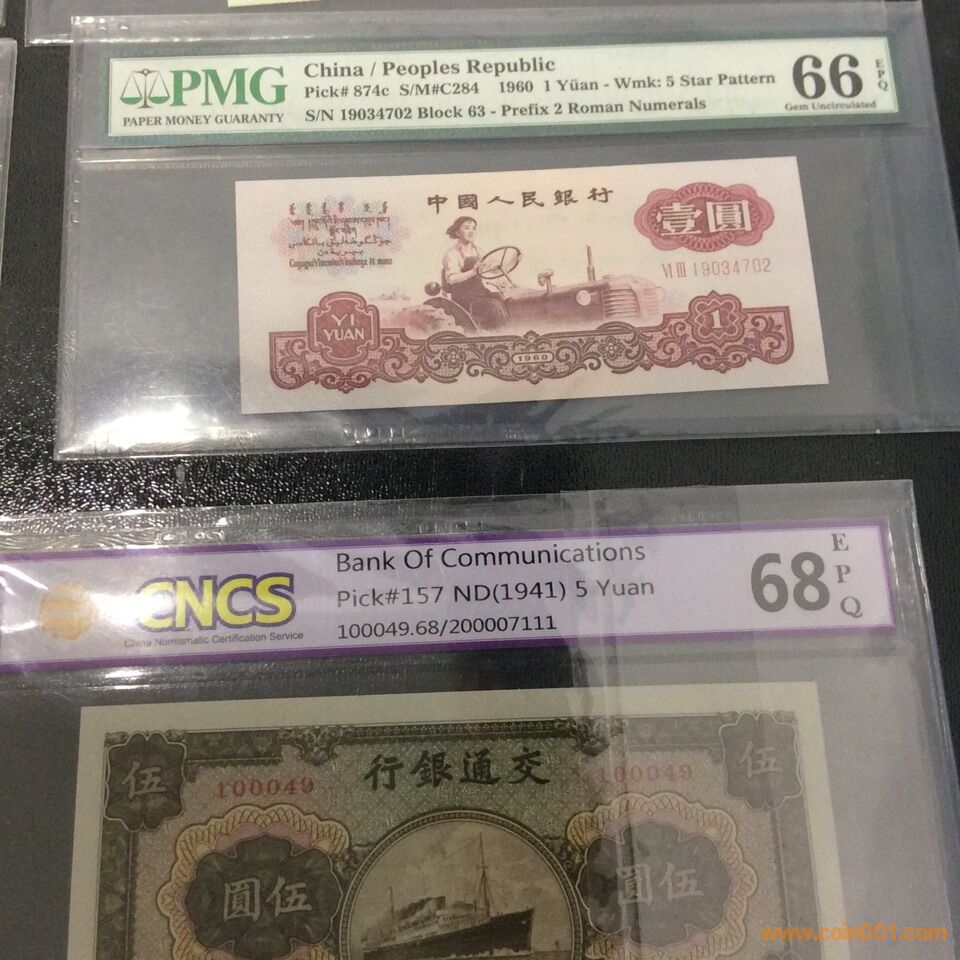 PMG
PAPER MONEY GUARANTY
China / Peoples Republic
Pick# 874c S/M#C284 1960 1 Yüan - Wmk: 5 Star Pattern
S/N 19034702 Block 63 - Prefix 2 Roman Numerals
66 EPQ
Gem Uncirculated
中國人民銀行
壹圓
VI III 19034702
YI
YUAN
1960
1
CNCS
China Numismatic Certification Service
Bank Of Communications
Pick#157 ND(1941) 5 Yuan
100049.68/200007111
68 EPQ
行銀通交
伍
伍
100049
100049
圓伍
圓伍
www.coin001.com